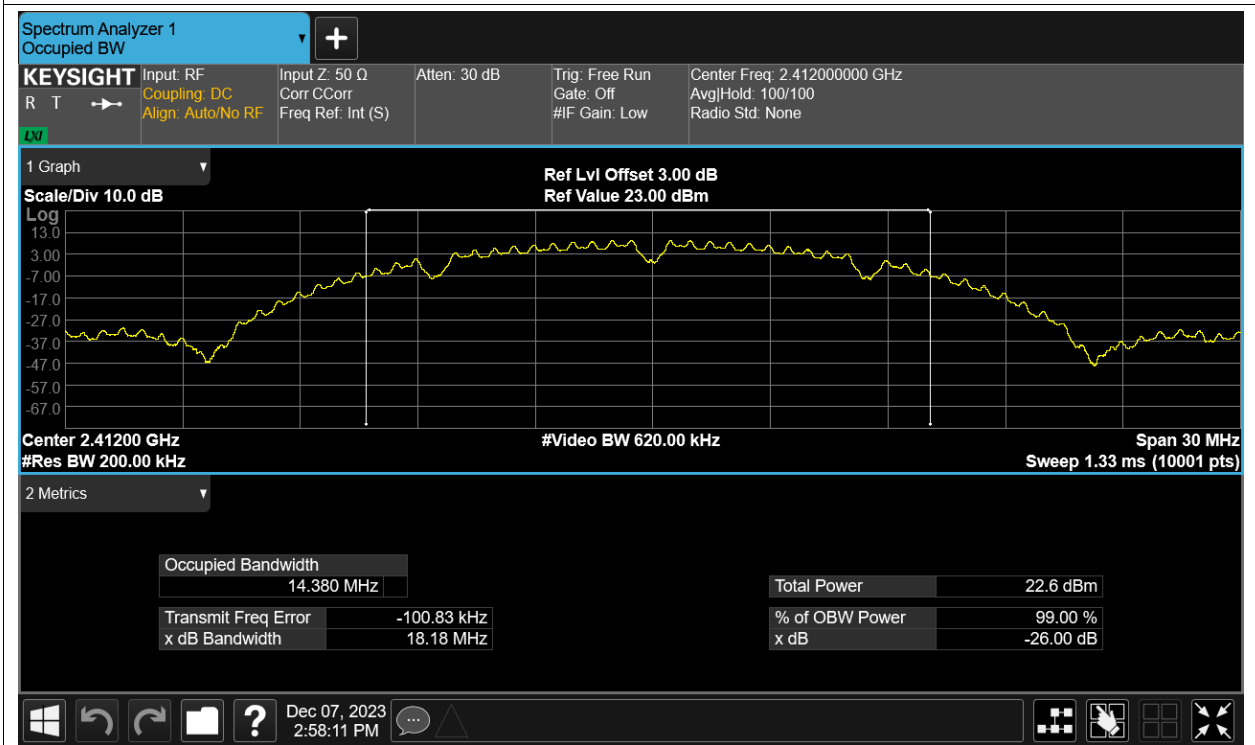 Spectrum Analyzer 1
Occupied BW
KEYSIGHT
R T
LXI
Input: RF
Coupling: DC
Align: Auto/No RF
Input Z: 50 Ω
Corr CCorr
Freq Ref: Int (S)
Atten: 30 dB
Trig: Free Run
Gate: Off
#IF Gain: Low
Center Freq: 2.412000000 GHz
Avg|Hold: 100/100
Radio Std: None
1 Graph
Scale/Div 10.0 dB
Ref Lvl Offset 3.00 dB
Ref Value 23.00 dBm
Log
13.0
3.00
-7.00
-17.0
-27.0
-37.0
-47.0
-57.0
-67.0
Center 2.41200 GHz
#Video BW 620.00 kHz
Span 30 MHz
#Res BW 200.00 kHz
Sweep 1.33 ms (10001 pts)
2 Metrics
Occupied Bandwidth
14.380 MHz
Transmit Freq Error -100.83 kHz
x dB Bandwidth 18.18 MHz
Total Power 22.6 dBm
% of OBW Power 99.00 %
x dB -26.00 dB
?
Dec 07, 2023
2:58:11 PM